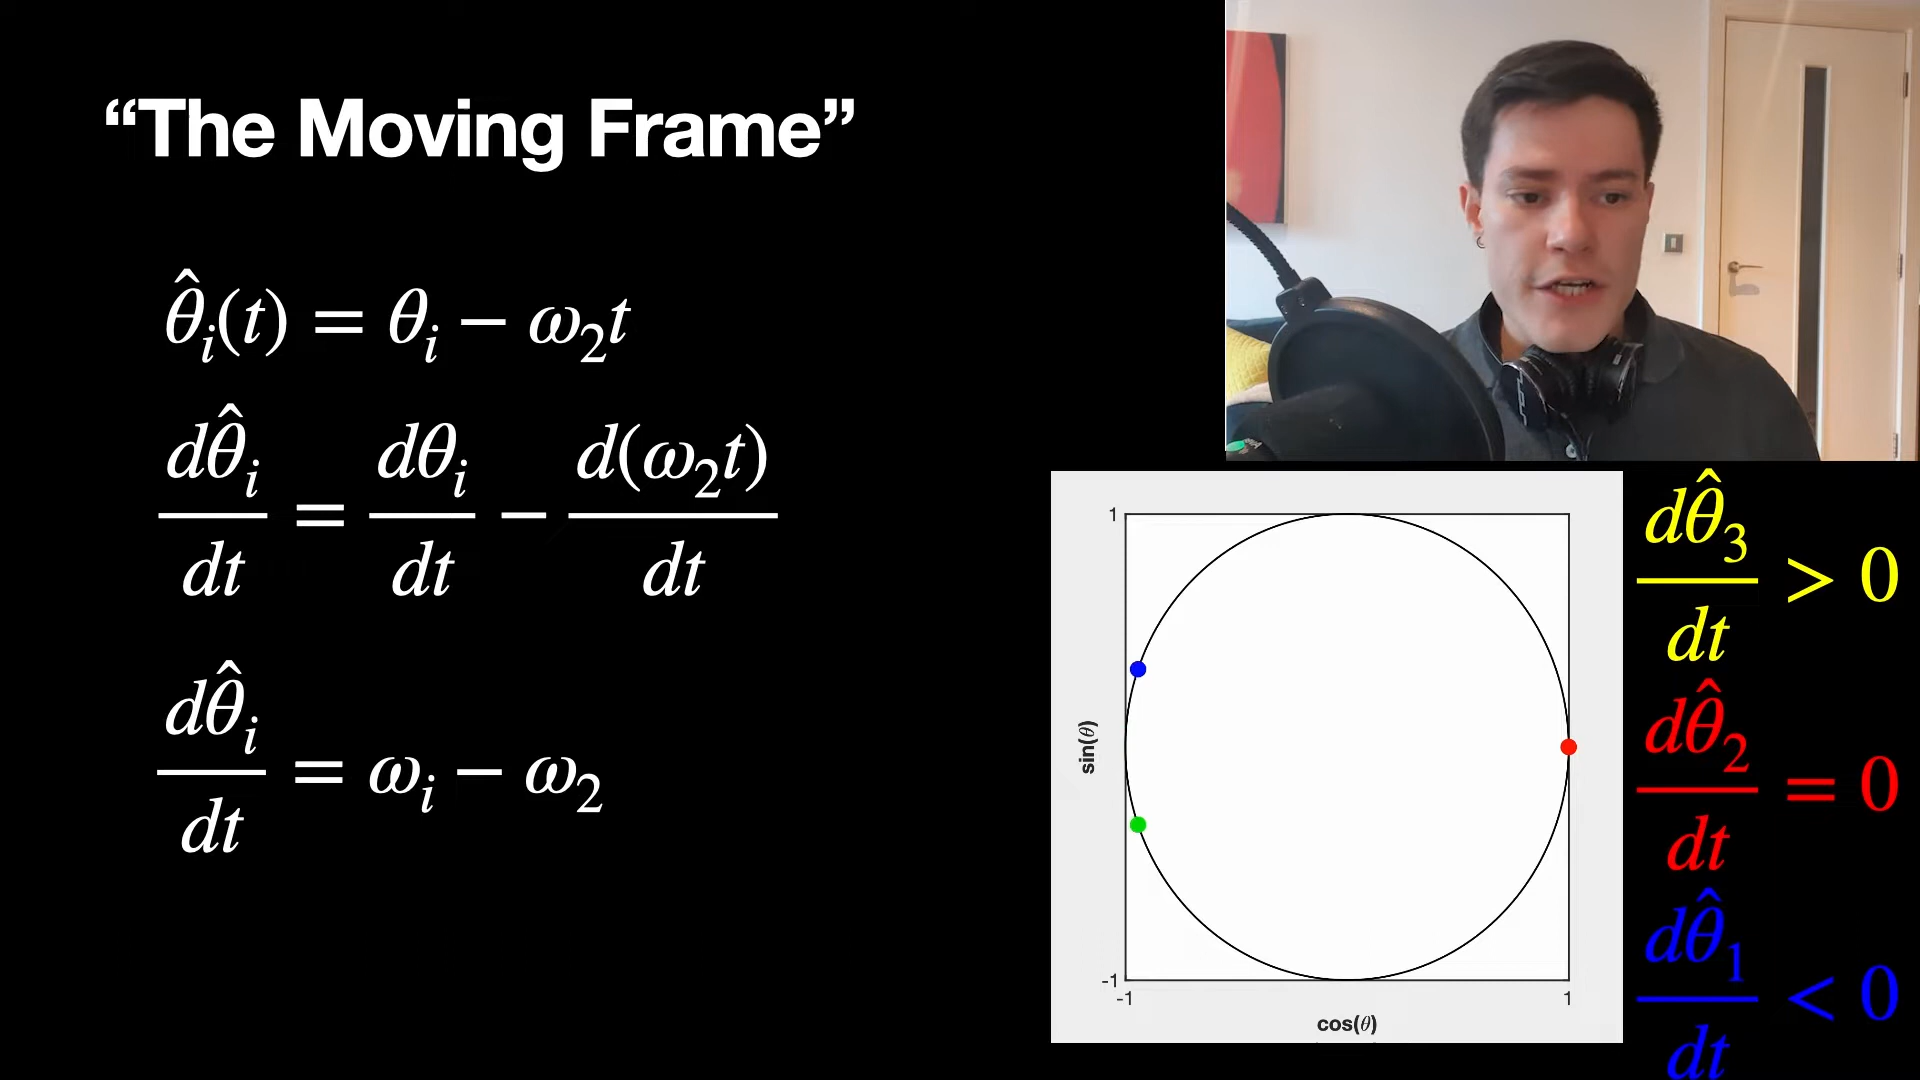 “The Moving Frame”
θ̂ᵢ(t) = θᵢ − ω₂t
dθ̂ᵢ/dt = dθᵢ/dt − d(ω₂t)/dt
dθ̂ᵢ/dt = ωᵢ − ω₂
1
sin(θ)
-1
-1
1
cos(θ)
dθ̂₃/dt > 0
dθ̂₂/dt = 0
dθ̂₁/dt < 0